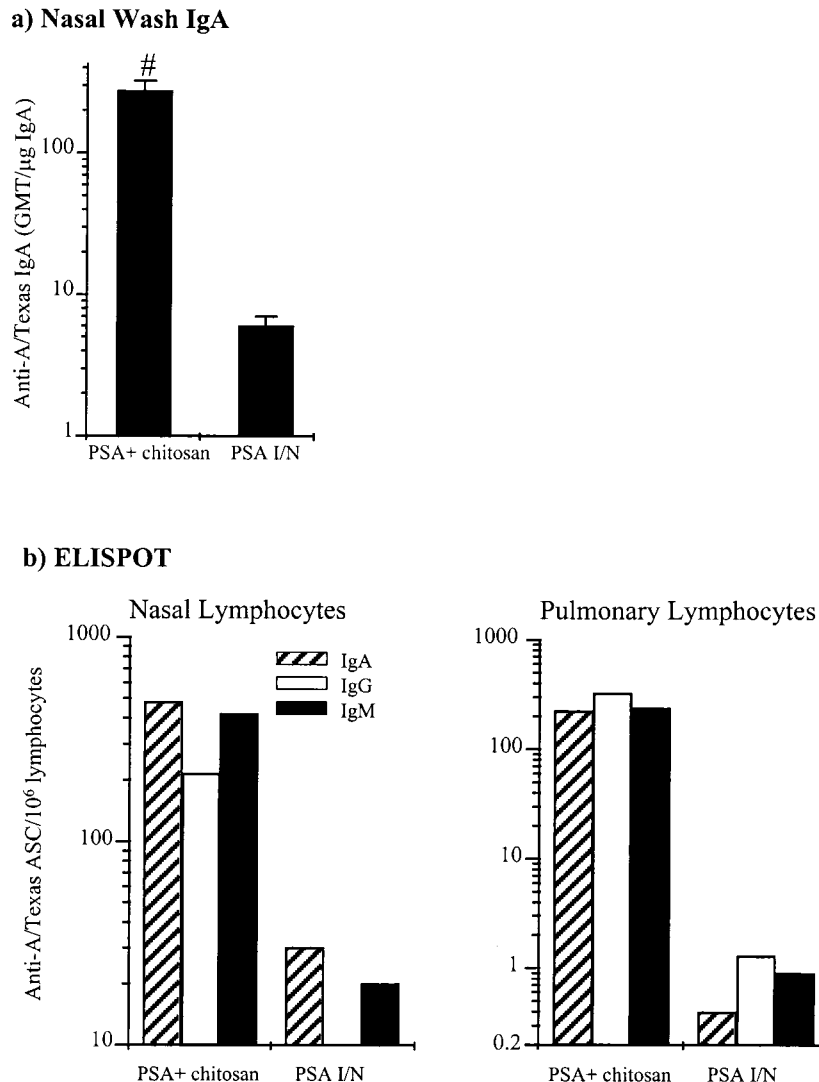 a) Nasal Wash IgA
#
Anti-A/Texas IgA (GMT/µg IgA)
100
10
1
PSA+ chitosan
PSA I/N
b) ELISPOT
Nasal Lymphocytes
Anti-A/Texas ASC/10⁶ lymphocytes
1000
100
10
IgA
IgG
IgM
PSA+ chitosan
PSA I/N
Pulmonary Lymphocytes
1000
100
10
1
0.2
PSA+ chitosan
PSA I/N